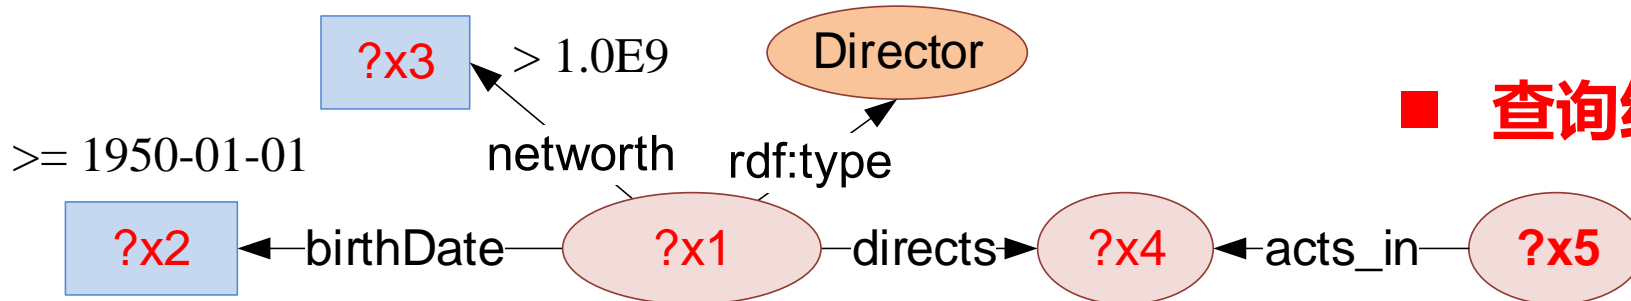 ?x3
> 1.0E9
Director
查询
>= 1950-01-01
networth
rdf:type
?x2
birthDate
?x1
directs
?x4
acts_in
?x5